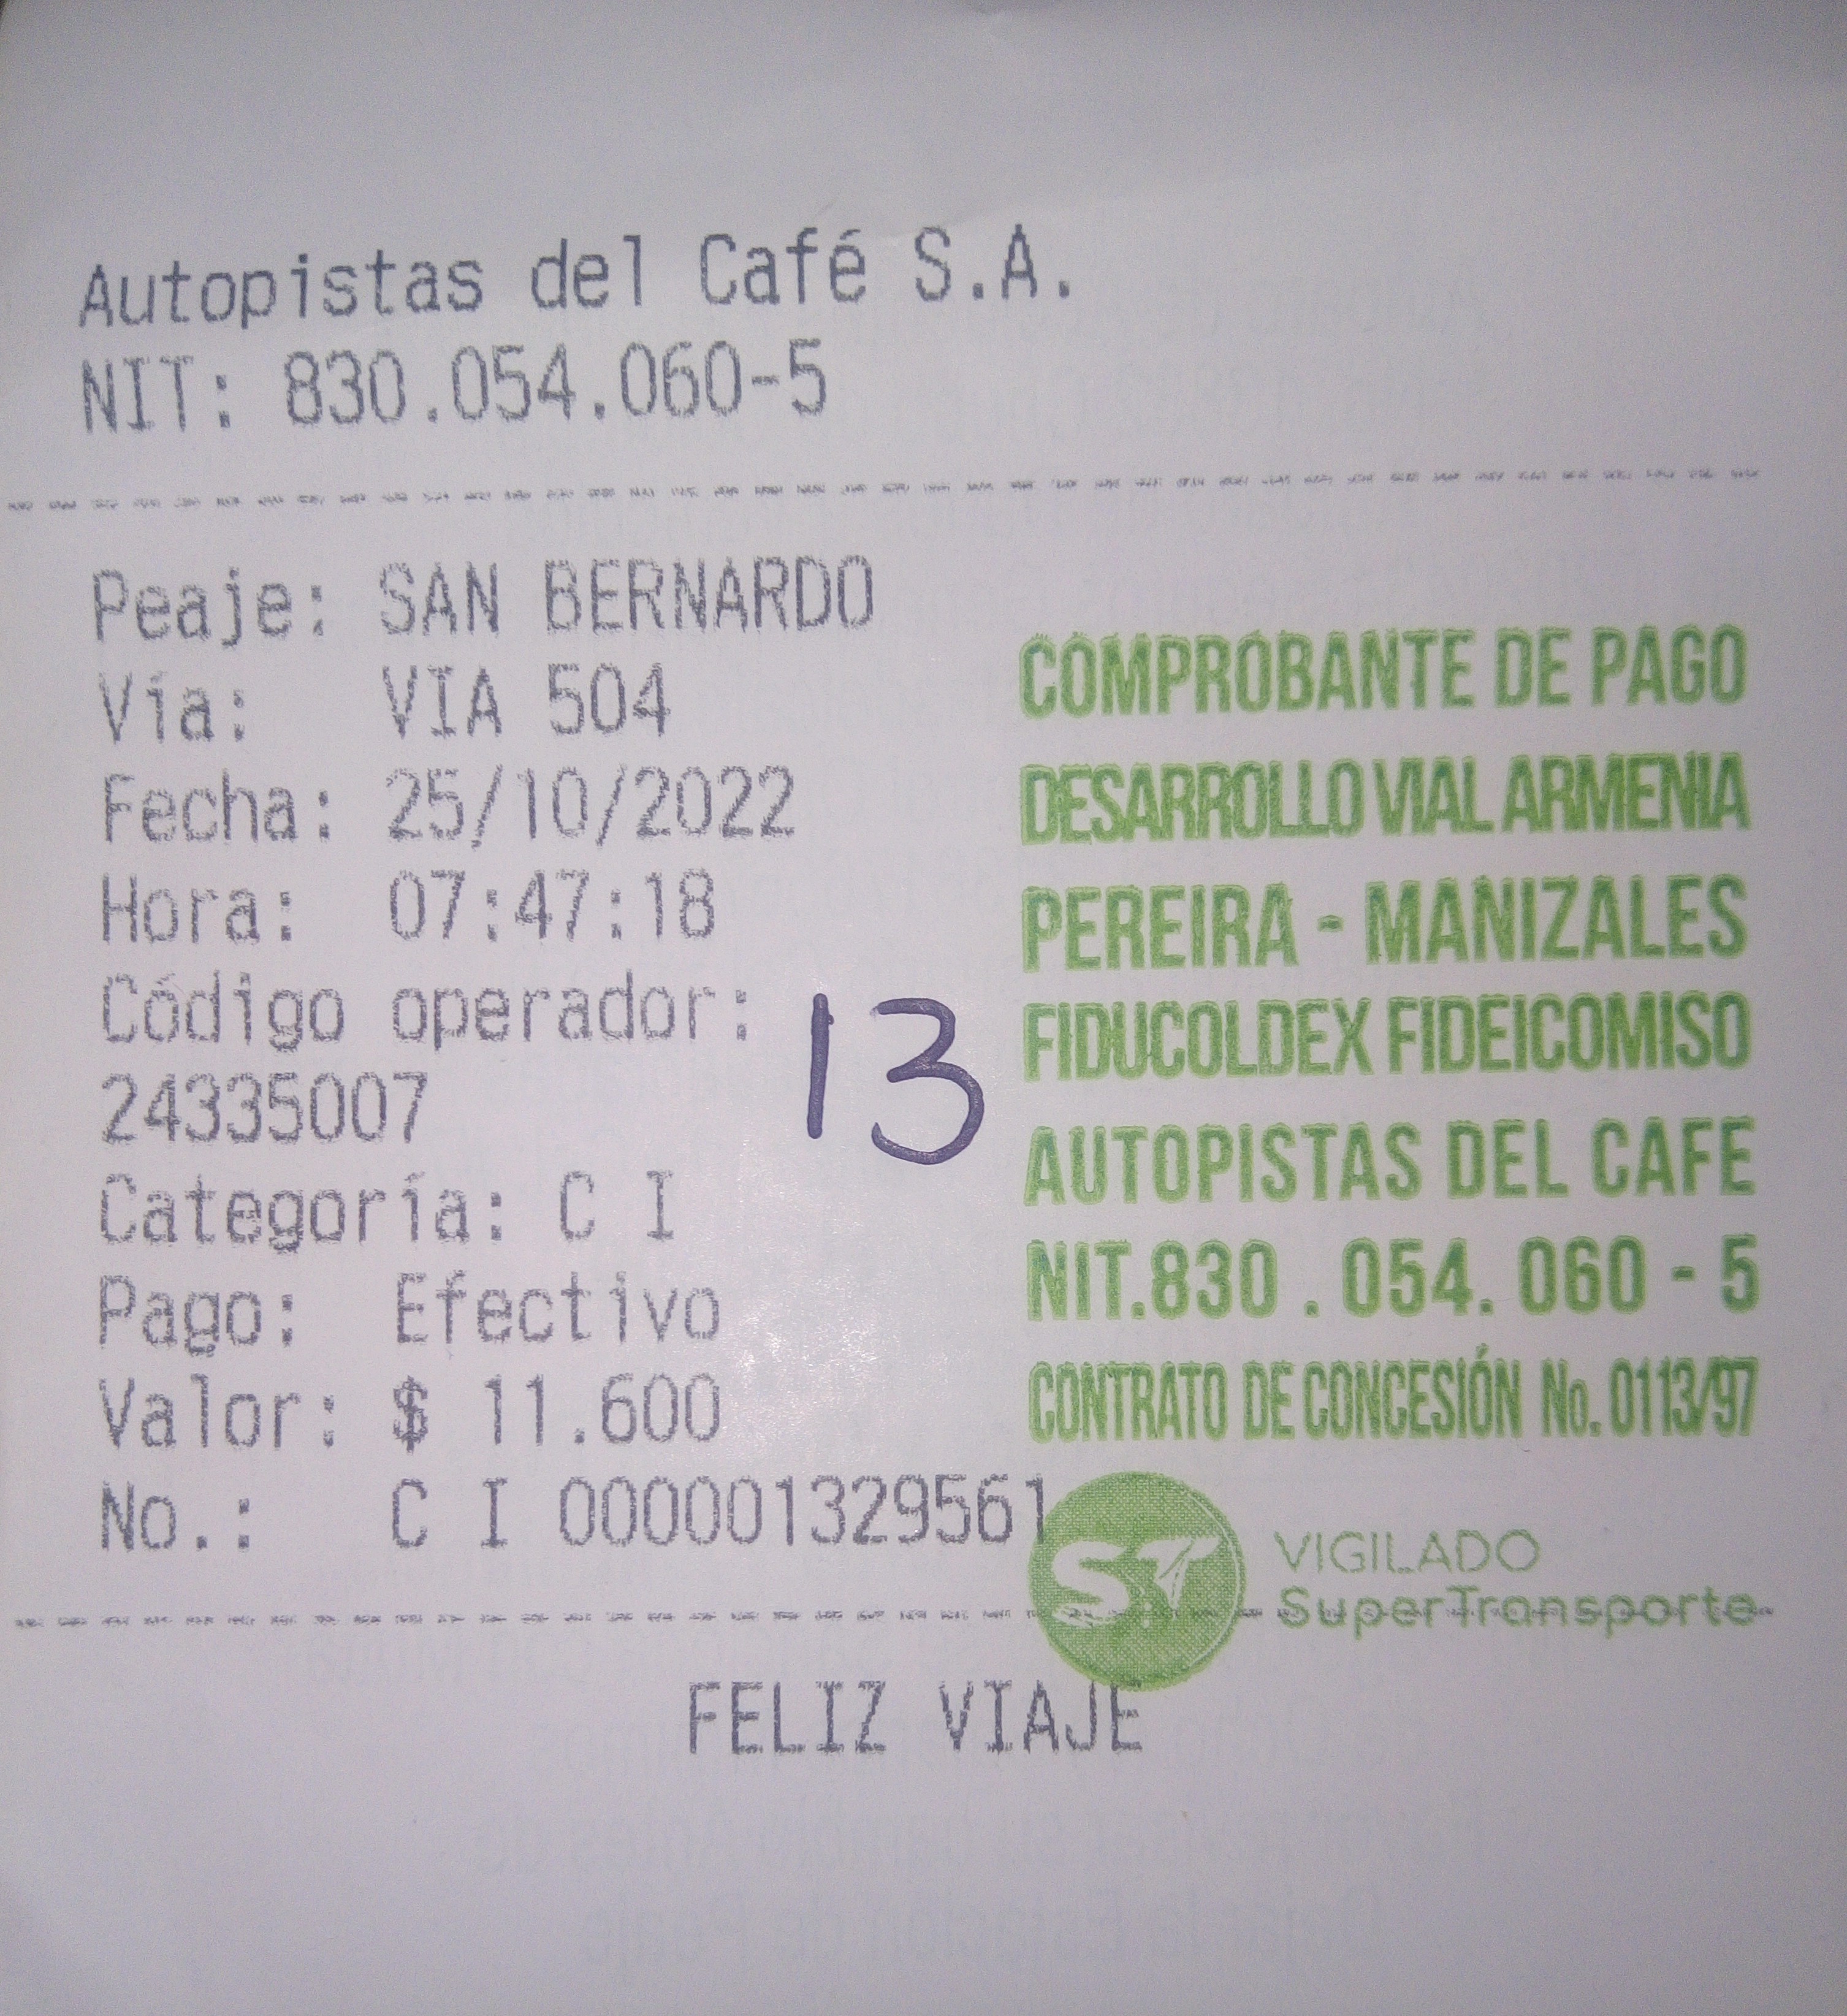 Autopistas del Café S.A.
NIT: 830.054.060-5
Peaje: SAN BERNARDO
Vía: VIA 504
Fecha: 25/10/2022
Hora: 07:47:18
Código operador:
24335007
Categoría: C I
Pago: Efectivo
Valor: $ 11.600
No.: C I 000001329561
13
COMPROBANTE DE PAGO
DESARROLLO VIAL ARMENIA
PEREIRA - MANIZALES
FIDUCOLDEX FIDEICOMISO
AUTOPISTAS DEL CAFE
NIT.830 . 054. 060 - 5
CONTRATO DE CONCESIÓN No. 0113/97
ST
VIGILADO
SuperTransporte
FELIZ VIAJE